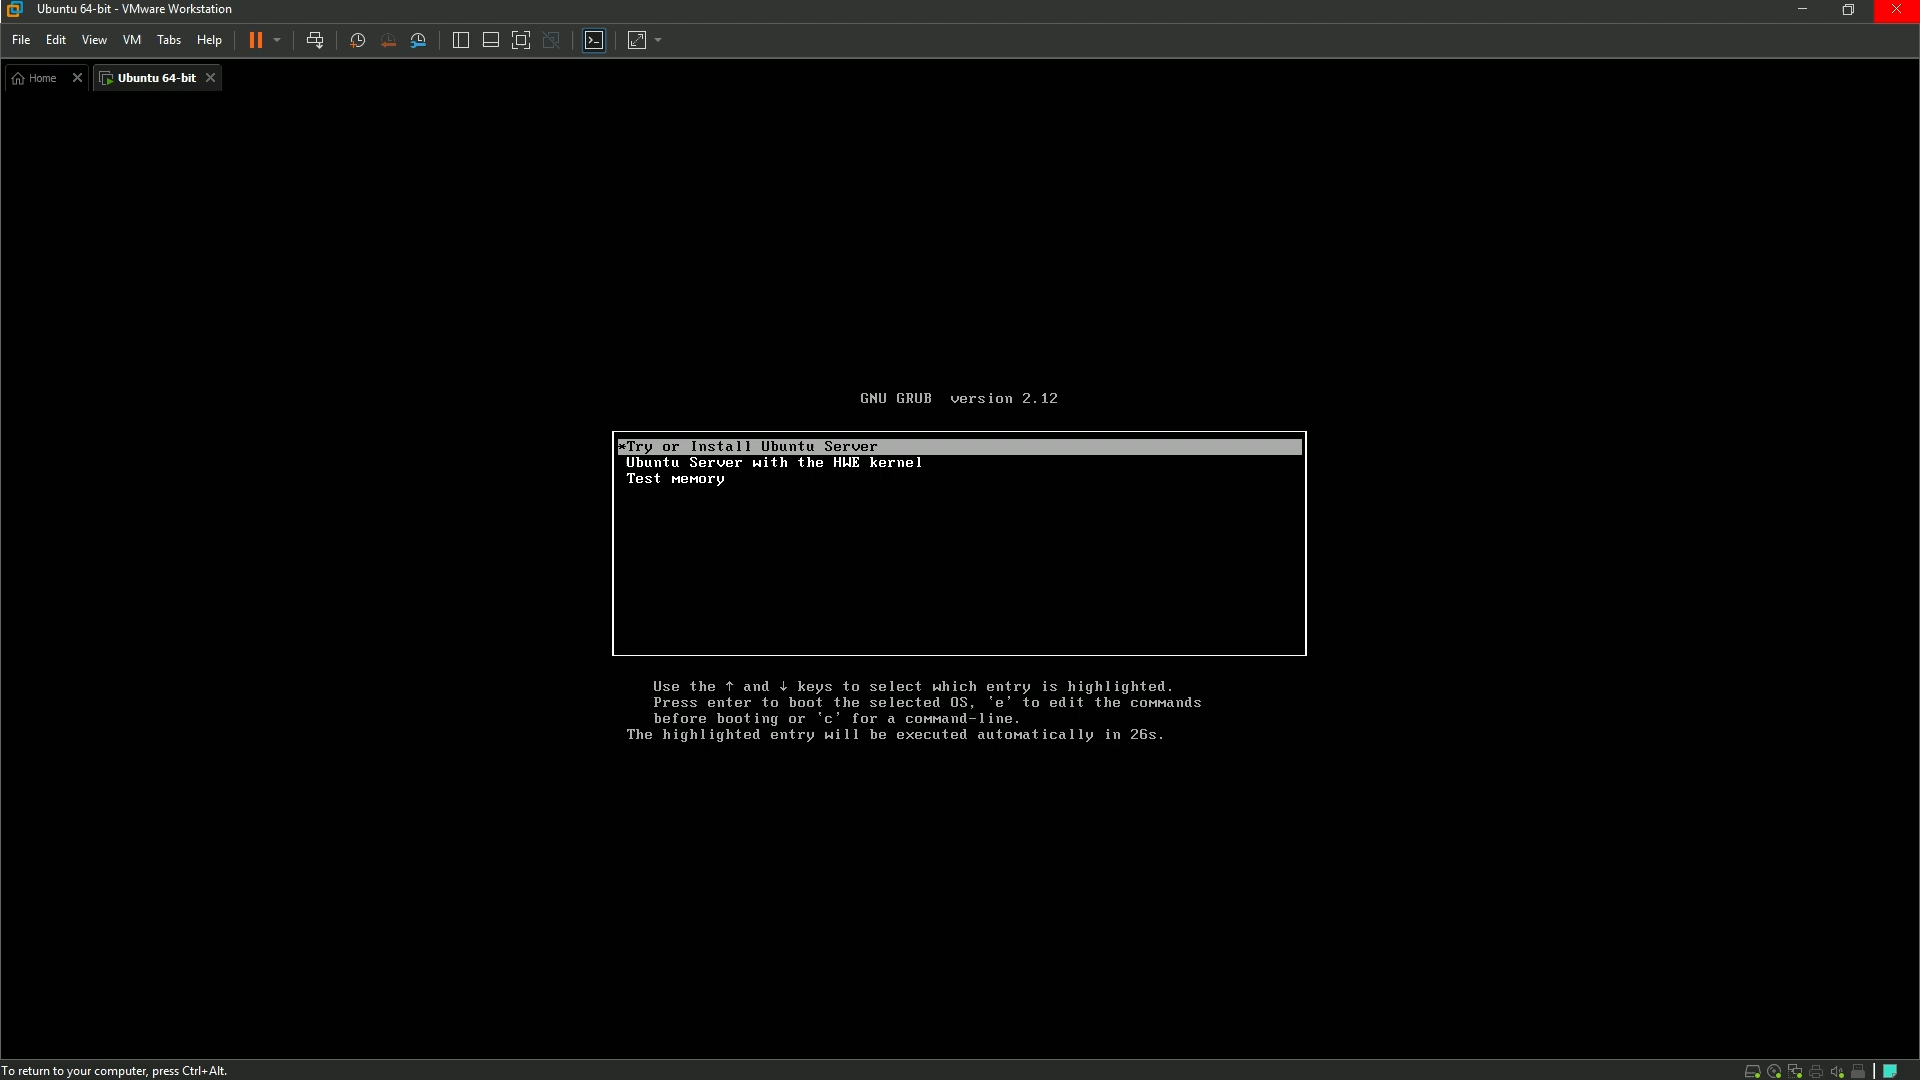 Ubuntu 64-bit - VMware Workstation
File Edit View VM Tabs Help
Home Ubuntu 64-bit
GNU GRUB version 2.12
*Try or Install Ubuntu Server
Ubuntu Server with the HWE kernel
Test memory
Use the ↑ and ↓ keys to select which entry is highlighted.
Press enter to boot the selected OS, `e' to edit the commands
before booting or `c' for a command-line.
The highlighted entry will be executed automatically in 26s.
To return to your computer, press Ctrl+Alt.